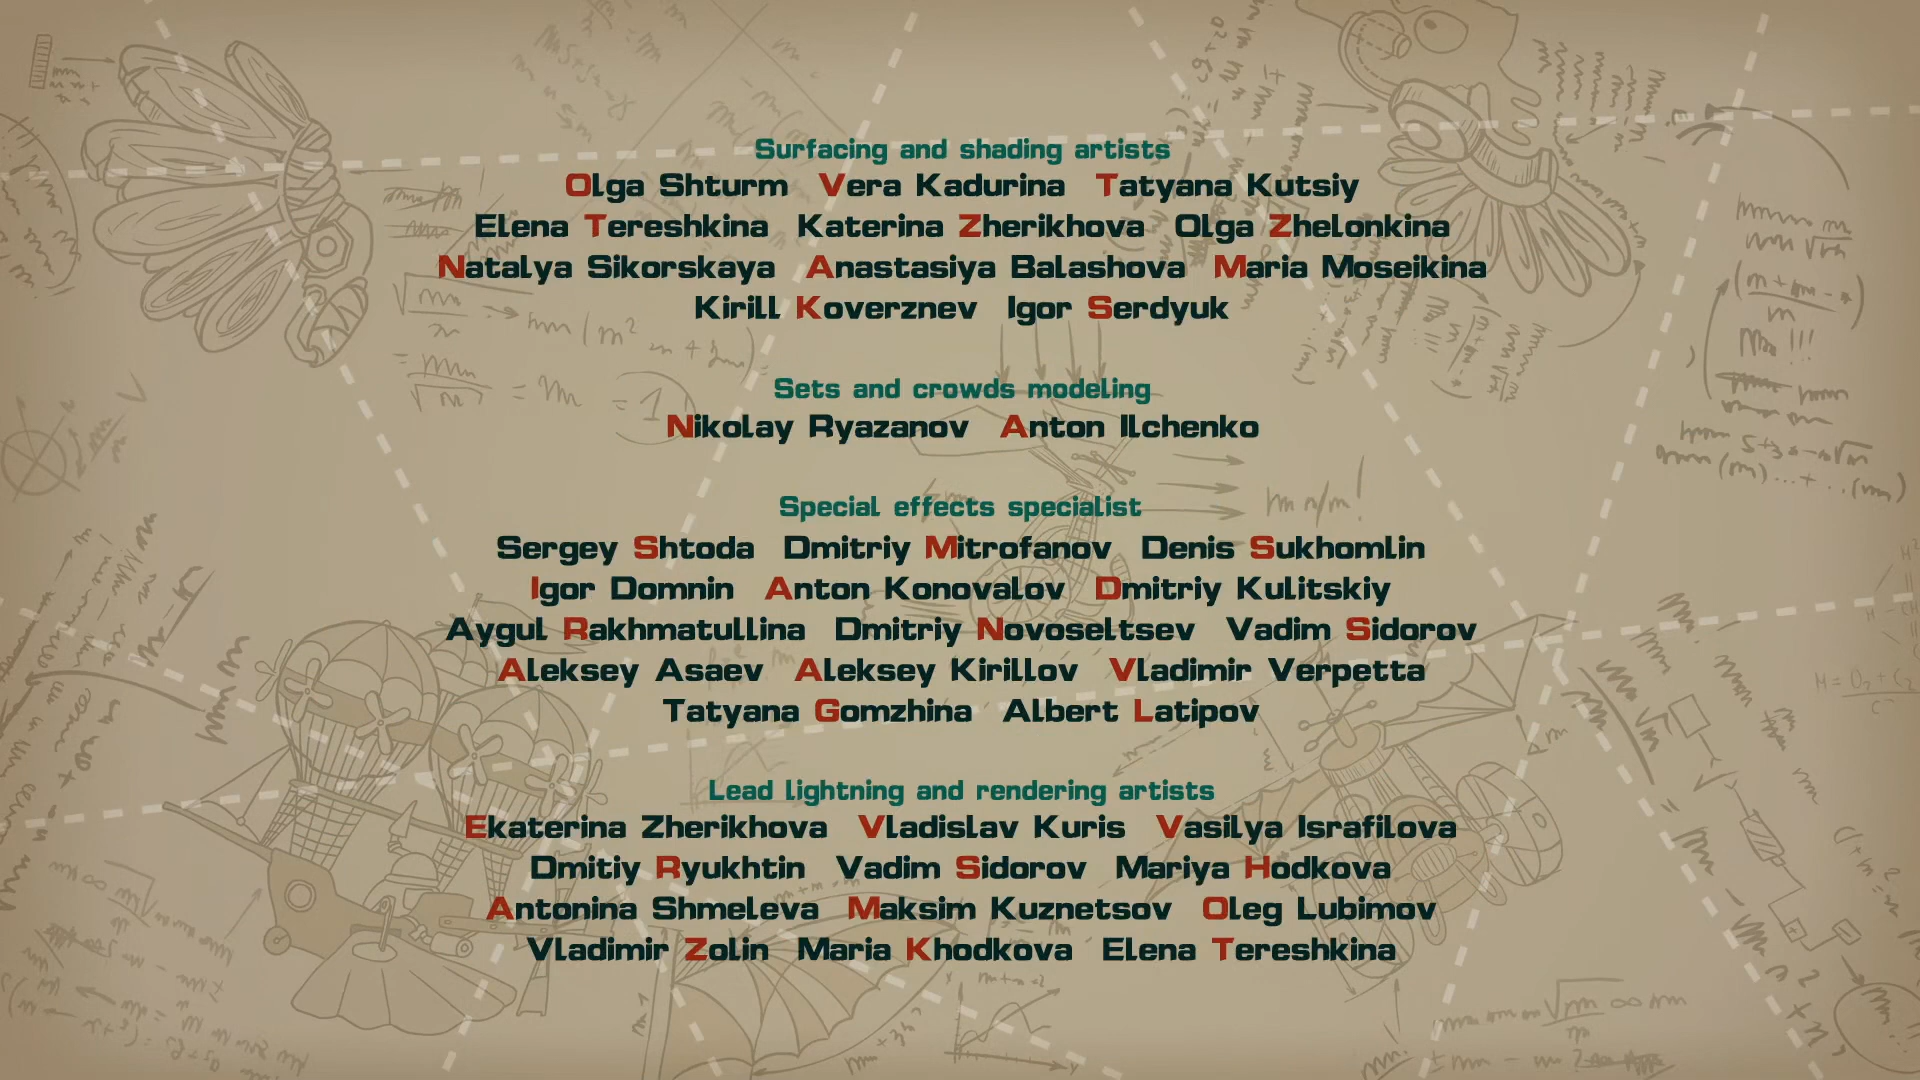 Surfacing and shading artists
Olga Shturm Vera Kadurina Tatyana Kutsiy
Elena Tereshkina Katerina Zherikhova Olga Zhelonkina
Natalya Sikorskaya Anastasiya Balashova Maria Moseikina
Kirill Koverznev Igor Serdyuk
Sets and crowds modeling
Nikolay Ryazanov Anton Ilchenko
Special effects specialist
Sergey Shtoda Dmitriy Mitrofanov Denis Sukhomlin
Igor Domnin Anton Konovalov Dmitriy Kulitskiy
Aygul Rakhmatullina Dmitriy Novoseltsev Vadim Sidorov
Aleksey Asaev Aleksey Kirillov Vladimir Verpetta
Tatyana Gomzhina Albert Latipov
Lead lightning and rendering artists
Ekaterina Zherikhova Vladislav Kuris Vasilya Israfilova
Dmitiy Ryukhtin Vadim Sidorov Mariya Hodkova
Antonina Shmeleva Maksim Kuznetsov Oleg Lubimov
Vladimir Zolin Maria Khodkova Elena Tereshkina